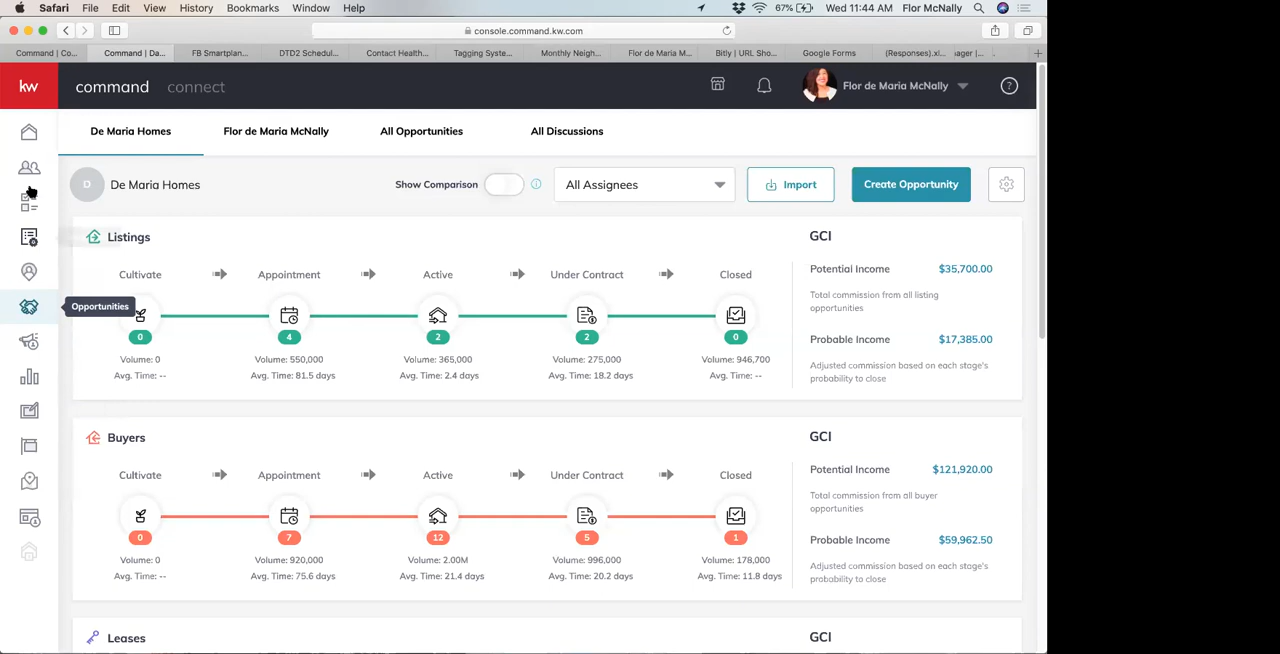 Safari File Edit View History Bookmarks Window Help 67% Wed 11:44 AM Flor McNally
console.command.kw.com
Command | Co... Command | Da... FB Smartplan... DTD2 Schedul... Contact Health... Tagging Syste... Monthly Neigh... Flor de Maria M... Bitly | URL Sho... Google Forms (Responses).xl... ager |...
kw command connect Flor de Maria McNally ?
De Maria Homes Flor de Maria McNally All Opportunities All Discussions
D De Maria Homes Show Comparison All Assignees Import Create Opportunity
Listings GCI
Cultivate Appointment Active Under Contract Closed
Potential Income $35,700.00
Total commission from all listing
opportunities
Opportunities
0 4 2 2 0
Probable Income $17,385.00
Volume: 0 Volume: 550,000 Volume: 365,000 Volume: 275,000 Volume: 946,700
Avg. Time: -- Avg. Time: 81.5 days Avg. Time: 2.4 days Avg. Time: 18.2 days Avg. Time: --
Adjusted commission based on each stage's
probability to close
Buyers GCI
Cultivate Appointment Active Under Contract Closed
Potential Income $121,920.00
Total commission from all buyer
opportunities
0 7 12 5 1
Probable Income $59,962.50
Volume: 0 Volume: 920,000 Volume: 2.00M Volume: 996,000 Volume: 178,000
Avg. Time: -- Avg. Time: 75.6 days Avg. Time: 21.4 days Avg. Time: 20.2 days Avg. Time: 11.8 days
Adjusted commission based on each stage's
probability to close
Leases GCI